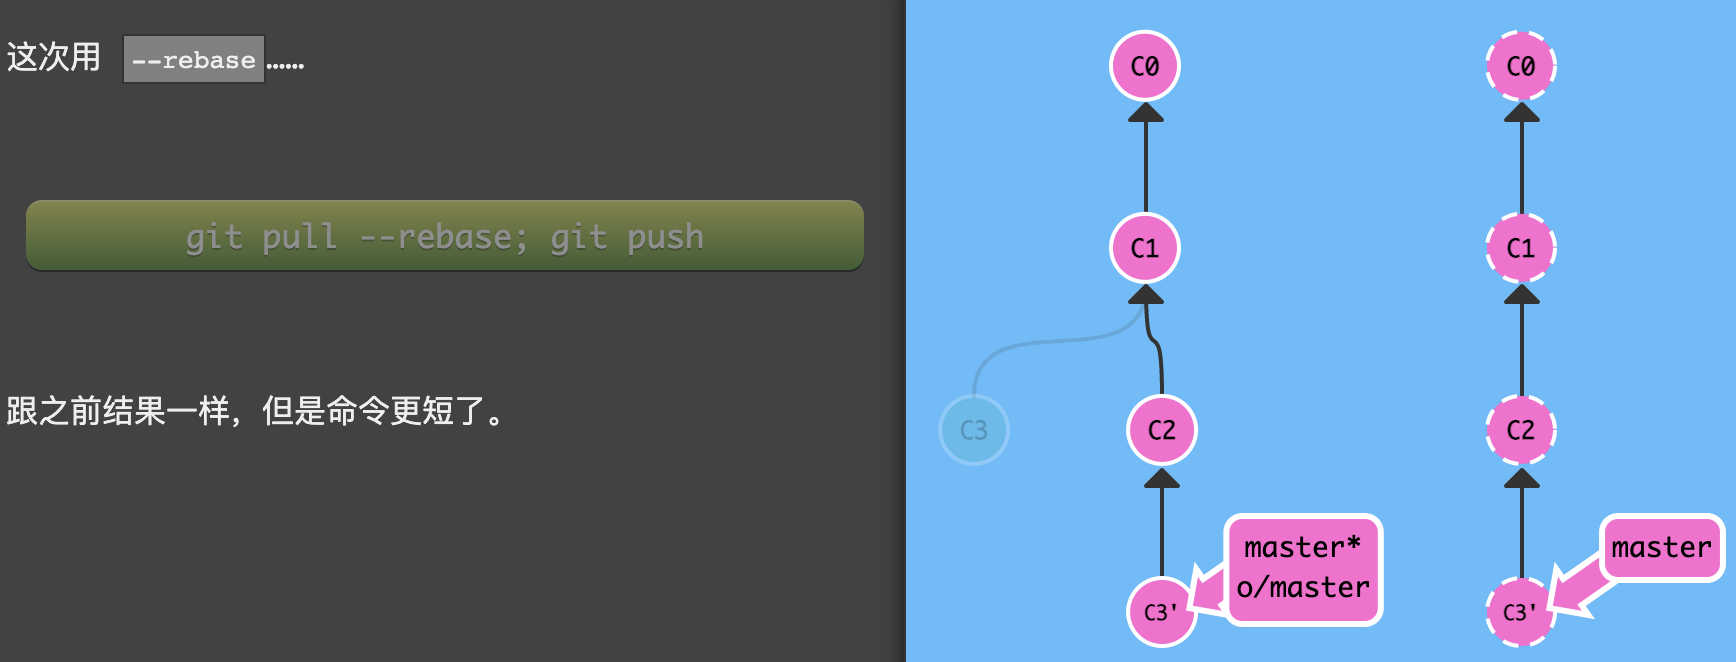 这次用 --rebase……
git pull --rebase; git push
跟之前结果一样，但是命令更短了。
C0
C1
C3
C2
master*
o/master
C3'
C0
C1
C2
master
C3'